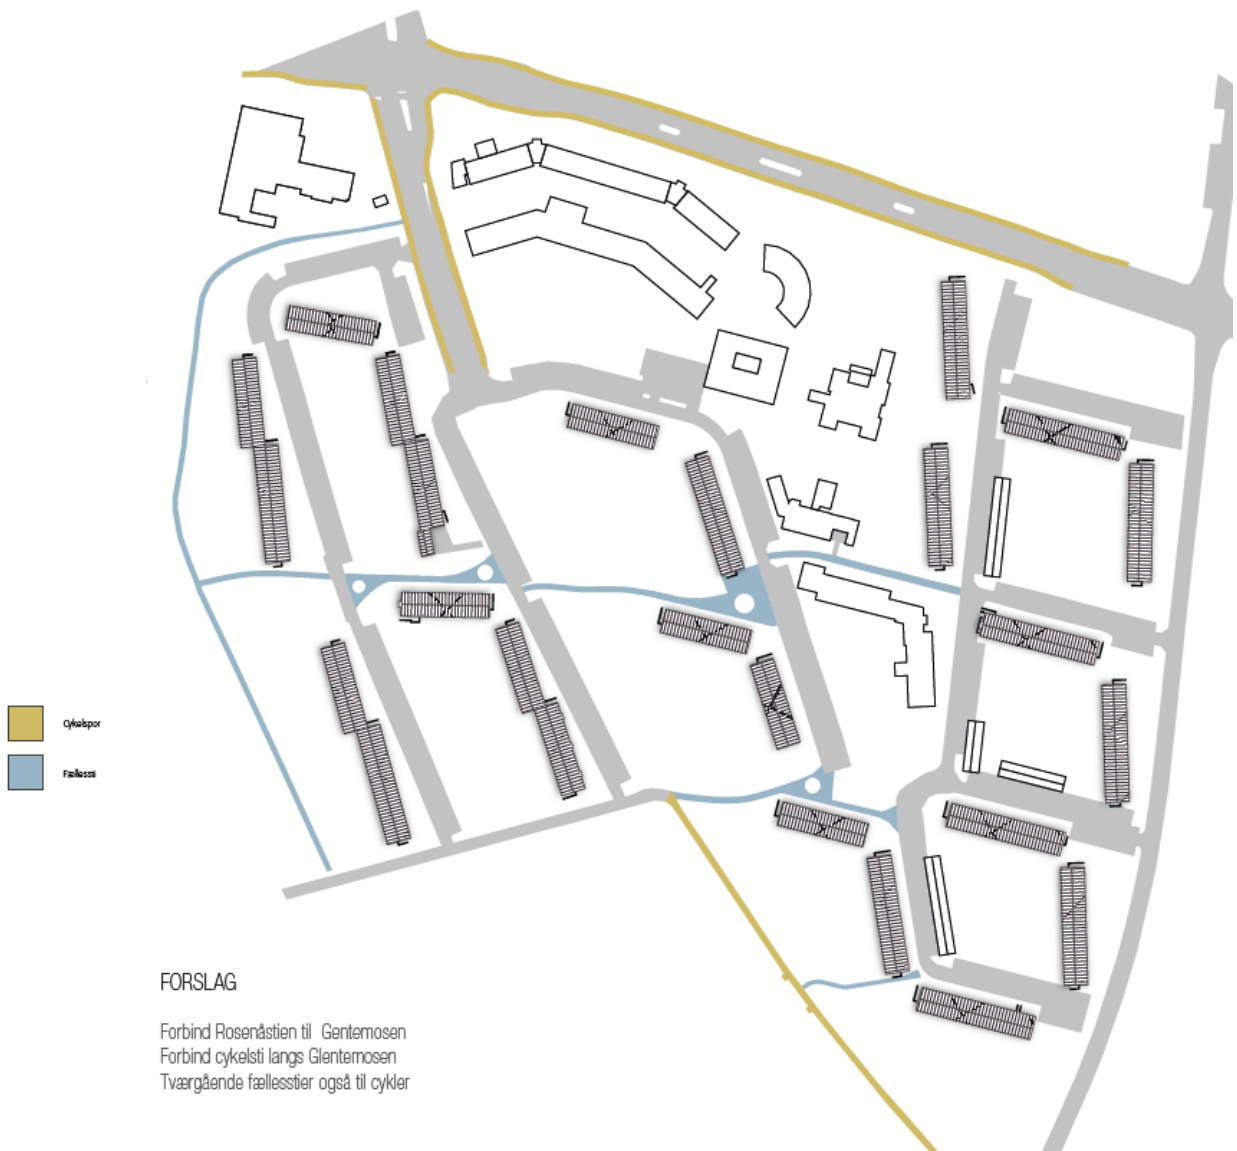 Cykelspor
Fællessti
FORSLAG
Forbind Rosenåstien til Gentemosen
Forbind cykelsti langs Glentemosen
Tværgående fællesstier også til cykler